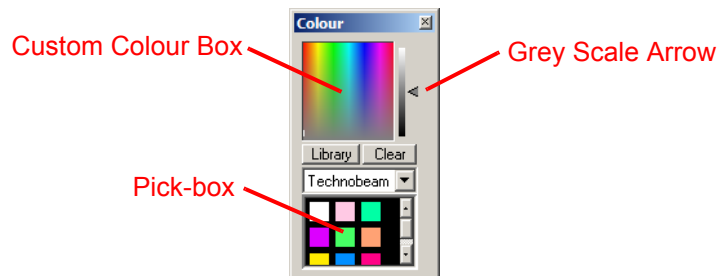 Colour
Custom Colour Box
Grey Scale Arrow
Library Clear
Technobeam
Pick-box